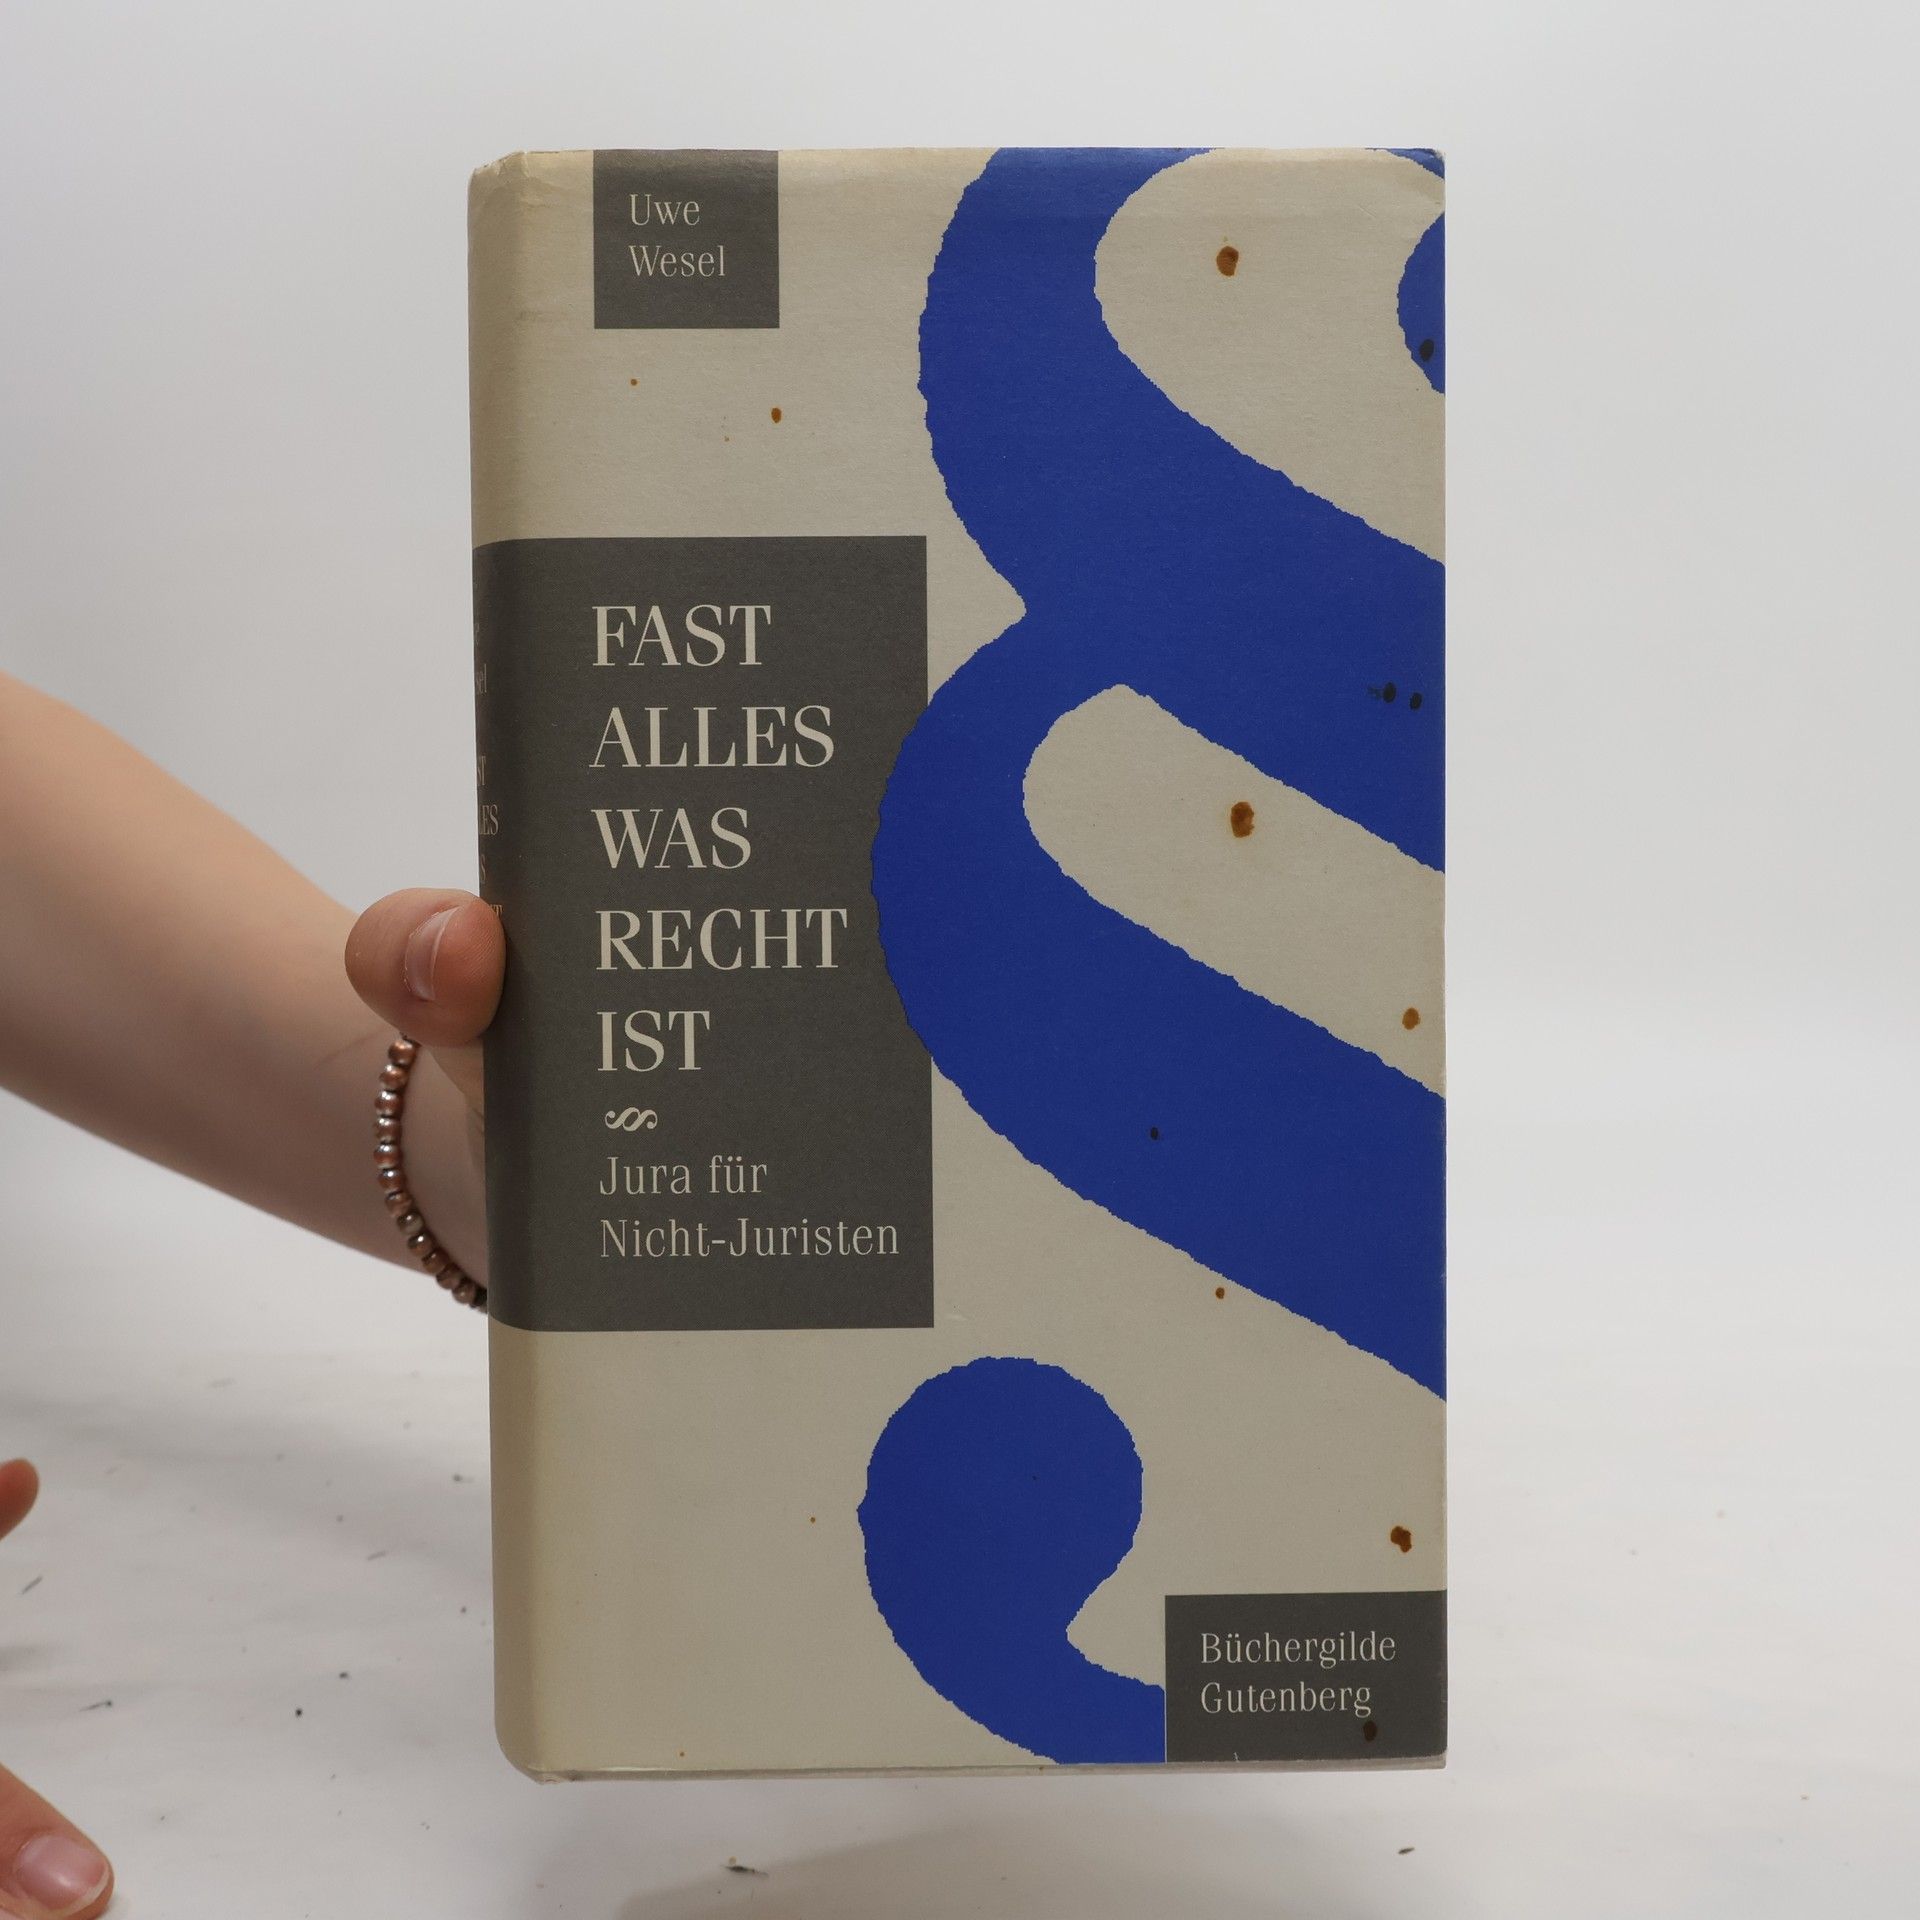 Uwe
Wesel
FAST
ALLES
WAS
RECHT
IST
§
Jura für
Nicht-Juristen
Büchergilde
Gutenberg